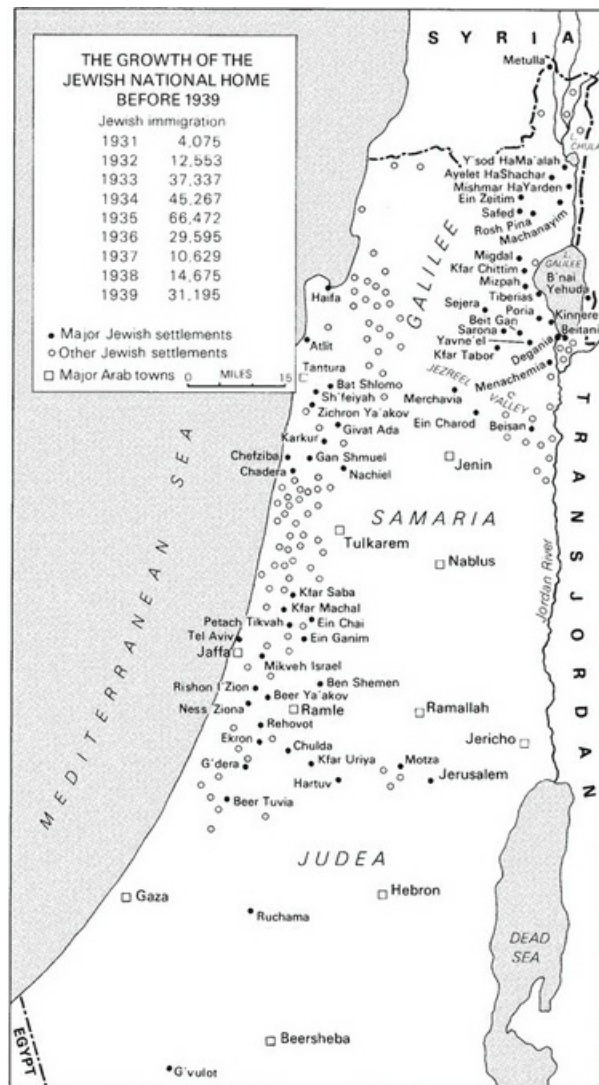 THE GROWTH OF THE
JEWISH NATIONAL HOME
BEFORE 1939
Jewish immigration
1931 4,075
1932 12,553
1933 37,337
1934 45,267
1935 66,472
1936 29,595
1937 10,629
1938 14,675
1939 31,195
Major Jewish settlements
Other Jewish settlements
Major Arab towns
0 MILES 15
SYRIA
Metulla
L. CHULA
Y'sod HaMa'alah
Ayelet HaShachar
Mishmar HaYarden
Ein Zeitim
Safed
Rosh Pina
Machanayim
GALILEE
Migdal
Kfar Chittim
Mizpah
Tiberias
L. GALILEE
B'nai
Yehuda
Haifa
Sejera
Poria
Beit Gan
Kinneret
Sarona
Beitania
Atlit
Yavne'el
Degania
Kfar Tabor
Menachemia
Tantura
JEZREEL VALLEY
Bat Shlomo
Sh'feiyah
Merchavia
Zichron Ya'akov
Ein Charod
Givat Ada
Beisan
Karkur
Chefziba
Gan Shmuel
Jenin
Chadera
Nachiel
TRANSJORDAN
MEDITERRANEAN SEA
SAMARIA
Tulkarem
Nablus
Jordan River
Kfar Saba
Kfar Machal
Petach Tikvah
Ein Chai
Tel Aviv
Ein Ganim
Jaffa
Mikveh Israel
Ben Shemen
Rishon l'Zion
Beer Ya'akov
Ness Ziona
Ramle
Ramallah
Rehovot
Ekron
Jericho
Chulda
G'dera
Kfar Uriya
Motza
Hartuv
Jerusalem
Beer Tuvia
JUDEA
Gaza
Hebron
Ruchama
DEAD
SEA
Beersheba
EGYPT
G'vulot